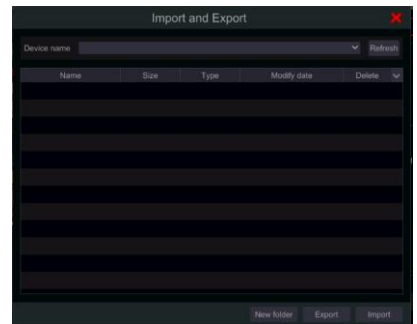 Import and Export
Device name Refresh
Name Size Type Modify date Delete
New folder Export Import